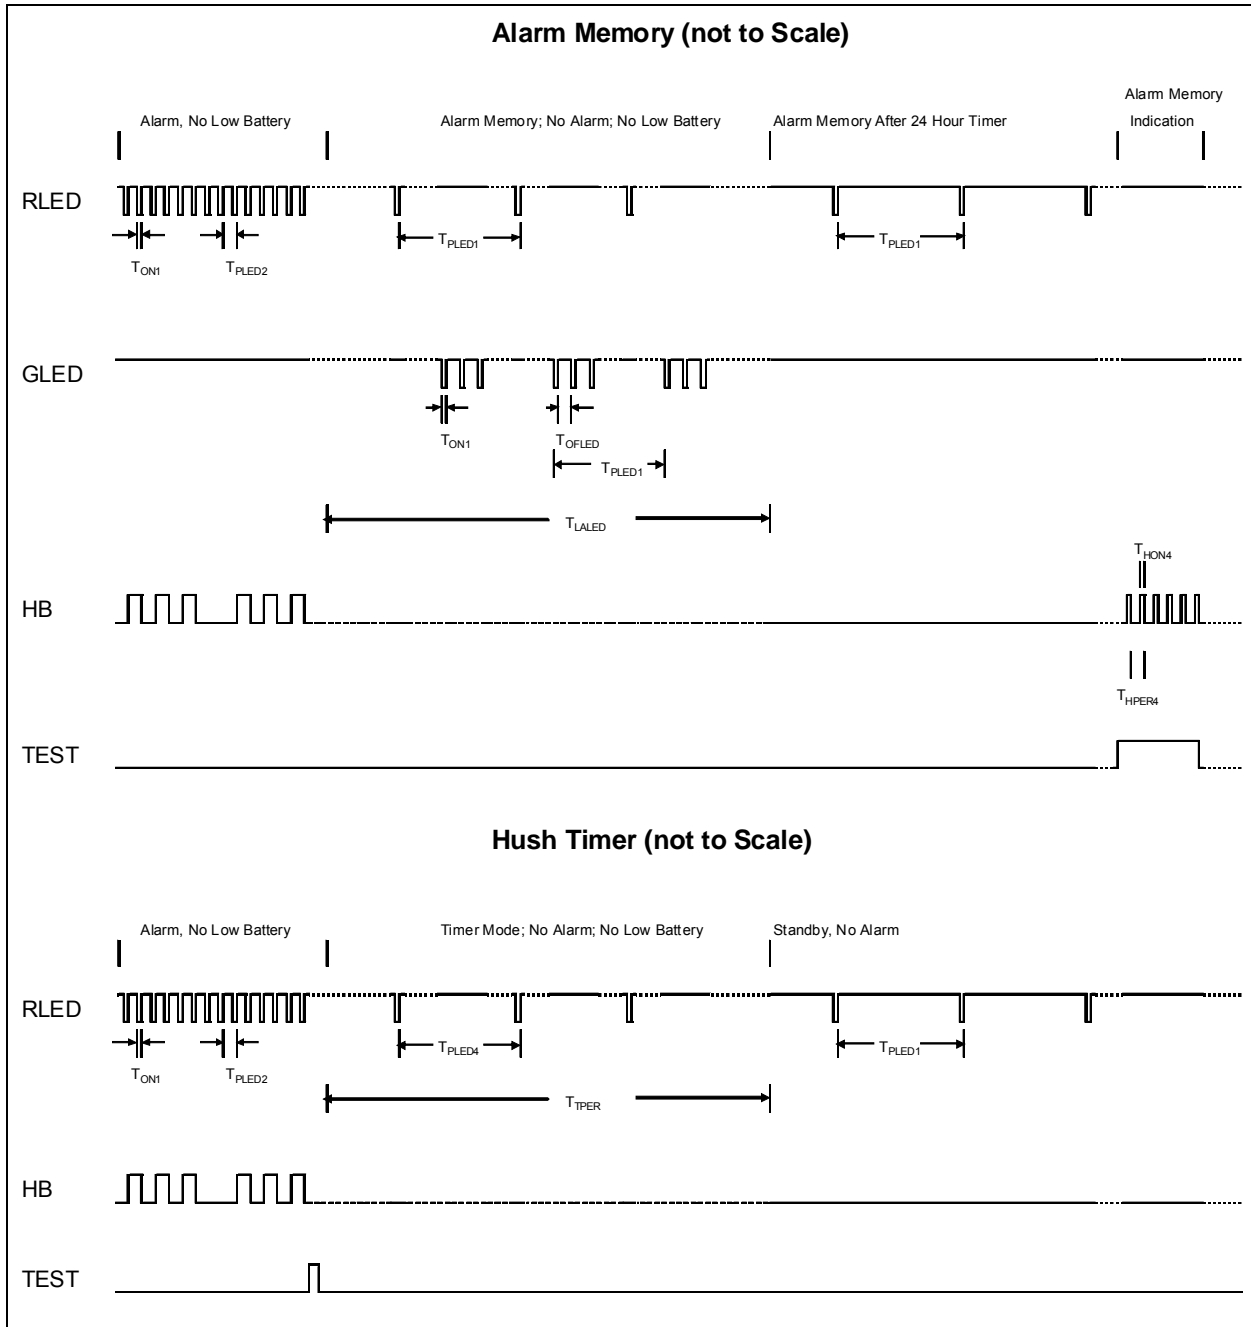 Alarm Memory (not to Scale)
Alarm, No Low Battery
Alarm Memory; No Alarm; No Low Battery
Alarm Memory After 24 Hour Timer
Alarm Memory
Indication
RLED
TON1
TPLED2
TPLED1
TPLED1
GLED
TON1
TOFLED
TPLED1
TLALED
THON4
HB
THPER4
TEST
Hush Timer (not to Scale)
Alarm, No Low Battery
Timer Mode; No Alarm; No Low Battery
Standby, No Alarm
RLED
TON1
TPLED2
TPLED4
TPLED1
TTPER
HB
TEST